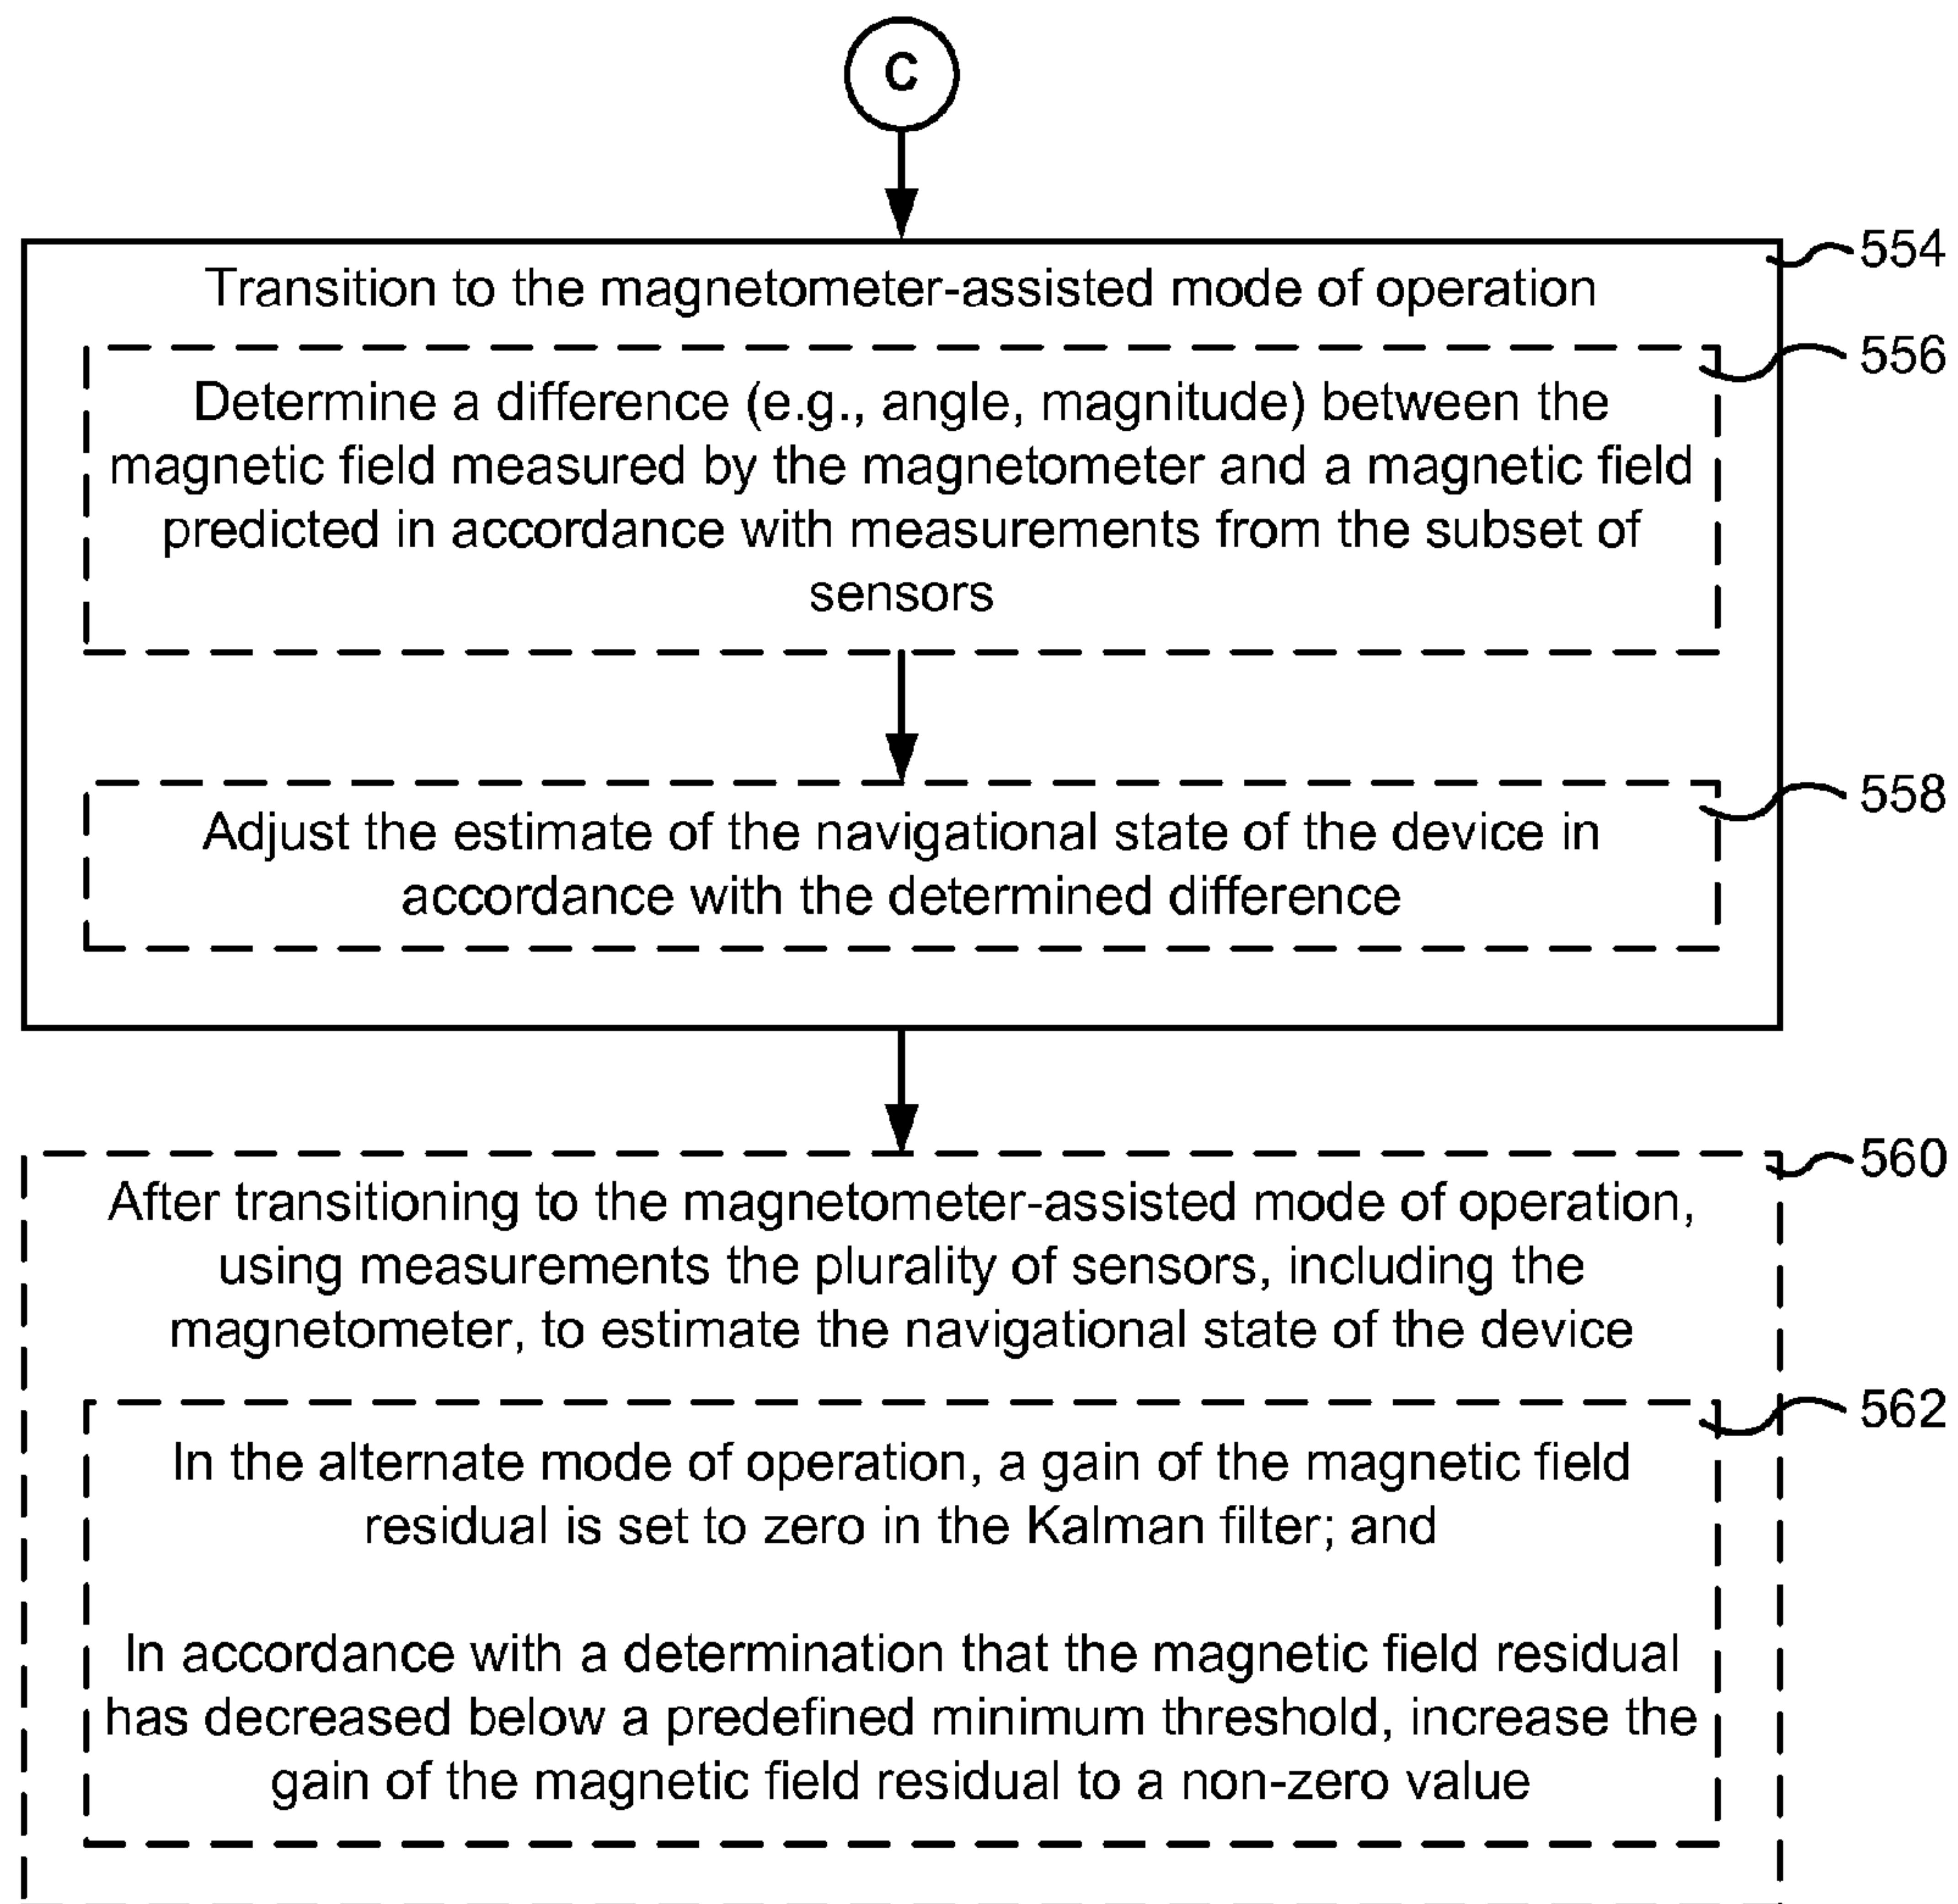 C
554
Transition to the magnetometer-assisted mode of operation
556
Determine a difference (e.g., angle, magnitude) between the
magnetic field measured by the magnetometer and a magnetic field
predicted in accordance with measurements from the subset of
sensors
558
Adjust the estimate of the navigational state of the device in
accordance with the determined difference
560
After transitioning to the magnetometer-assisted mode of operation,
using measurements the plurality of sensors, including the
magnetometer, to estimate the navigational state of the device
562
In the alternate mode of operation, a gain of the magnetic field
residual is set to zero in the Kalman filter; and
In accordance with a determination that the magnetic field residual
has decreased below a predefined minimum threshold, increase the
gain of the magnetic field residual to a non-zero value